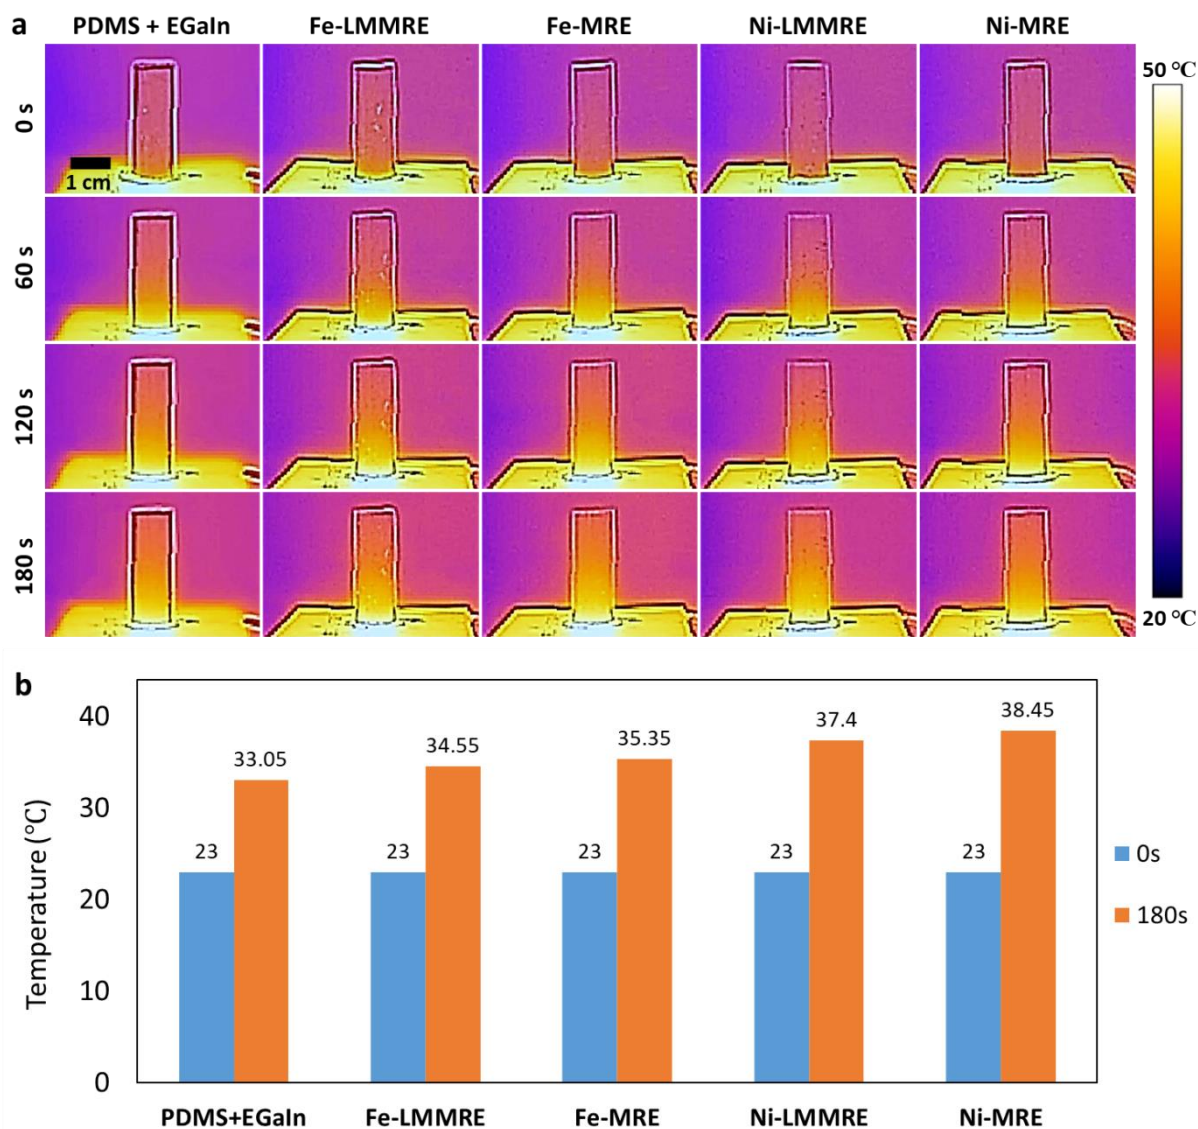 a
PDMS + EGaIn Fe-LMMRE Fe-MRE Ni-LMMRE Ni-MRE
50 °C
0 s
1 cm
60 s
120 s
180 s
20 °C
b
Temperature (°C)
40
30
20
10
0
23 33.05
23 34.55
23 35.35
23 37.4
23 38.45
0s
180s
PDMS+EGaIn Fe-LMMRE Fe-MRE Ni-LMMRE Ni-MRE